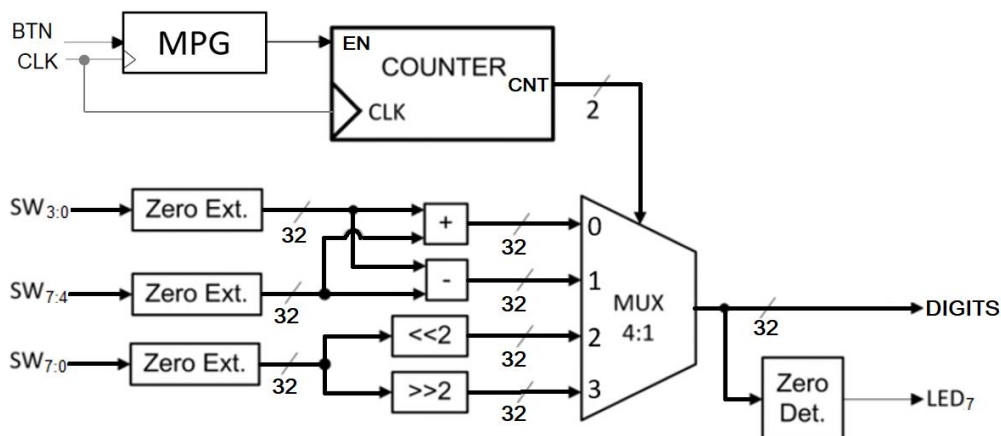 BTN
CLK
MPG
EN
COUNTER
CNT
CLK
2
SW3:0
Zero Ext.
32
+
32
0
SW7:4
Zero Ext.
32
-
32
1
MUX
4:1
32
DIGITS
SW7:0
Zero Ext.
32
<<2
32
2
>>2
32
3
Zero
Det.
LED7